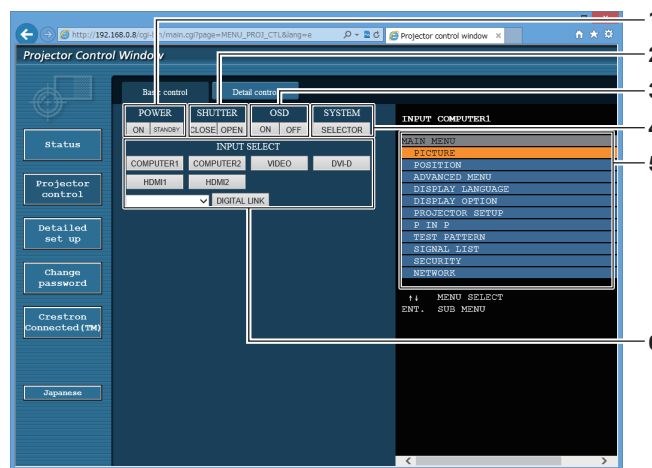 http://192.168.0.8/cgi-bin/main.cgi?page=MENU_PROJ_CTL&lang=e
Projector control window
Projector Control Window
Basic control
Detail control
1
2
3
4
5
6
POWER
SHUTTER
OSD
SYSTEM
ON STANDBY
CLOSE OPEN
ON OFF
SELECTOR
INPUT SELECT
COMPUTER1 COMPUTER2 VIDEO DVI-D
HDMI1 HDMI2
DIGITAL LINK
Status
Projector
control
Detailed
set up
Change
password
Crestron
Connected(TM)
Japanese
INPUT COMPUTER1
MAIN MENU
PICTURE
POSITION
ADVANCED MENU
DISPLAY LANGUAGE
DISPLAY OPTION
PROJECTOR SETUP
P IN P
TEST PATTERN
SIGNAL LIST
SECURITY
NETWORK
↑↓ MENU SELECT
ENT. SUB MENU